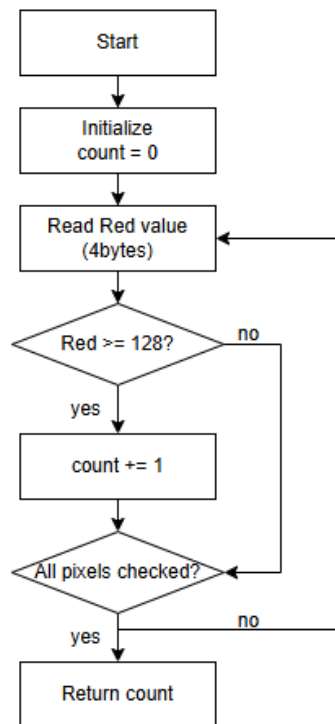 Start
Initialize
count = 0
Read Red value
(4bytes)
Red >= 128?
no
yes
count += 1
All pixels checked?
no
yes
Return count